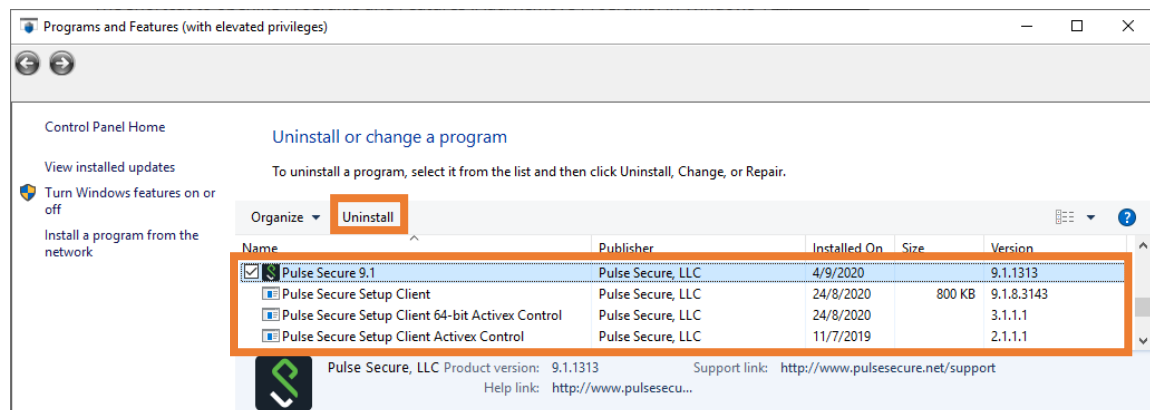 Programs and Features (with elevated privileges)
Control Panel Home
View installed updates
Turn Windows features on or
off
Install a program from the
network
Uninstall or change a program
To uninstall a program, select it from the list and then click Uninstall, Change, or Repair.
Organize Uninstall
Name Publisher Installed On Size Version
Pulse Secure 9.1 Pulse Secure, LLC 4/9/2020 9.1.1313
Pulse Secure Setup Client Pulse Secure, LLC 24/8/2020 800 KB 9.1.8.3143
Pulse Secure Setup Client 64-bit Activex Control Pulse Secure, LLC 24/8/2020 3.1.1.1
Pulse Secure Setup Client Activex Control Pulse Secure, LLC 11/7/2019 2.1.1.1
Pulse Secure, LLC Product version: 9.1.1313 Support link: http://www.pulsesecure.net/support
Help link: http://www.pulsesecu...